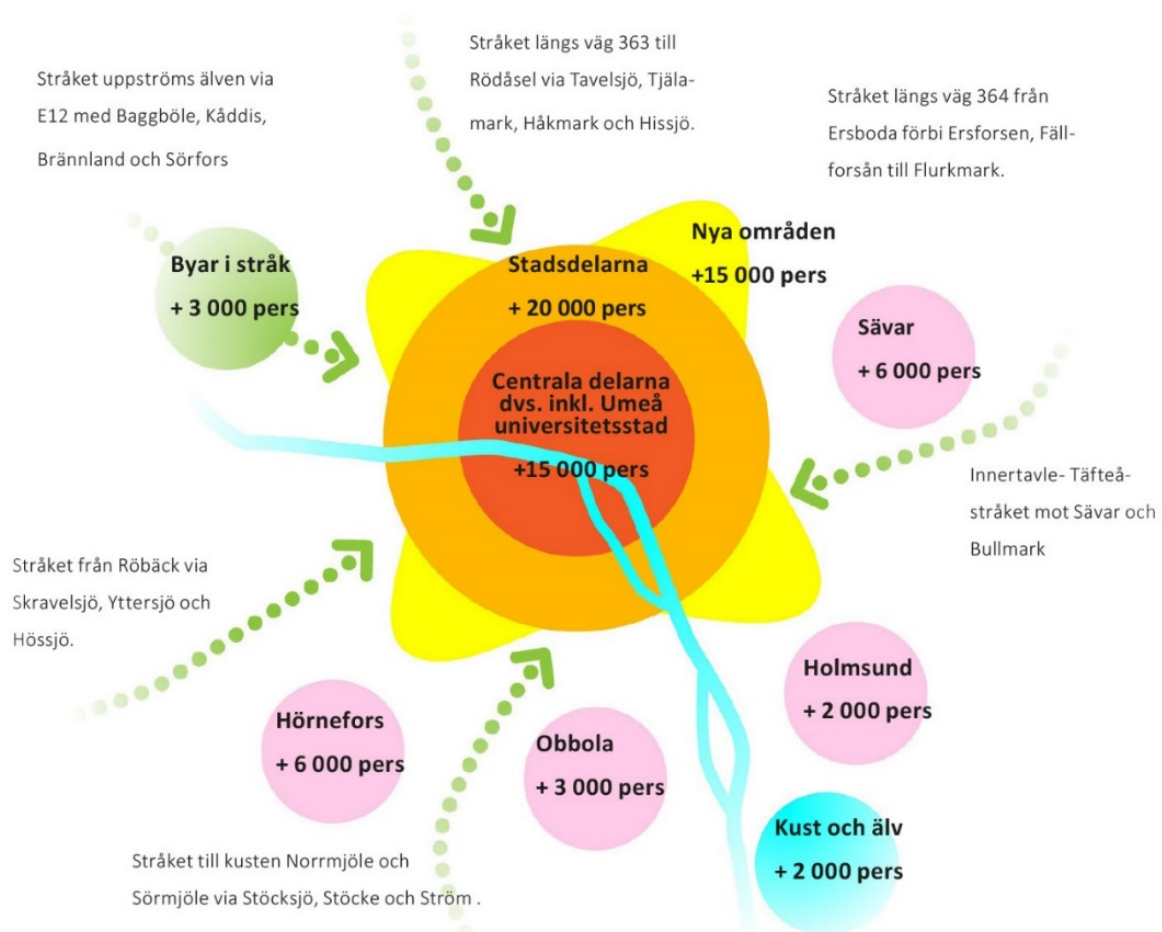 Stråket längs väg 363 till
Rödåsel via Tavelsjö, Tjäla-
mark, Håkmark och Hissjö.
Stråket uppströms älven via
E12 med Baggböle, Kåddis,
Brännland och Sörfors
Stråket längs väg 364 från
Ersboda förbi Ersforsen, Fäll-
forsån till Flurkmark.
Byar i stråk
+ 3 000 pers
Stadsdelarna
+ 20 000 pers
Nya områden
+15 000 pers
Sävar
+ 6 000 pers
Centrala delarna
dvs. inkl. Umeå
universitetsstad
+15 000 pers
Innertavle- Täfteå-
stråket mot Sävar och
Bullmark
Stråket från Röbäck via
Skravelsjö, Yttersjö och
Hössjö.
Holmsund
+ 2 000 pers
Hörnefors
+ 6 000 pers
Obbola
+ 3 000 pers
Kust och älv
+ 2 000 pers
Stråket till kusten Norrmjöle och
Sörmjöle via Stöcksjö, Stöcke och Ström .